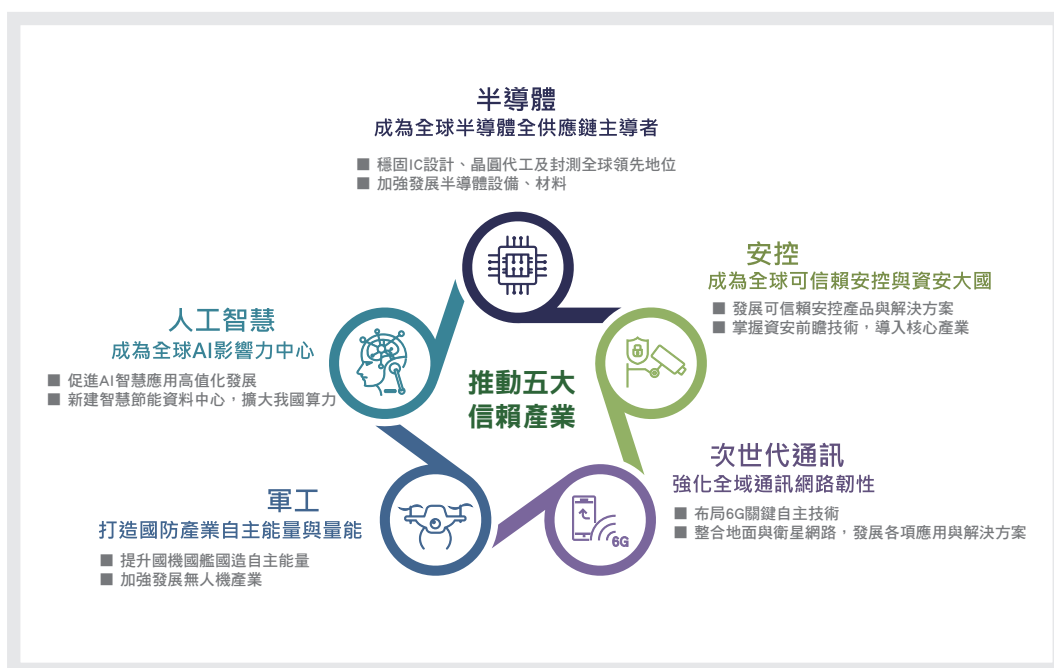 半導體
成為全球半導體全供應鏈主導者
■ 穩固IC設計、晶圓代工及封測全球領先地位
■ 加強發展半導體設備、材料
安控
成為全球可信賴安控與資安大國
■ 發展可信賴安控產品與解決方案
■ 掌握資安前瞻技術，導入核心產業
人工智慧
成為全球AI影響力中心
■ 促進AI智慧應用高值化發展
■ 新建智慧節能資料中心，擴大我國算力
推動五大
信賴產業
次世代通訊
強化全域通訊網路韌性
■ 布局6G關鍵自主技術
■ 整合地面與衛星網路，發展各項應用與解決方案
6G
軍工
打造國防產業自主能量與量能
■ 提升國機國艦國造自主能量
■ 加強發展無人機產業